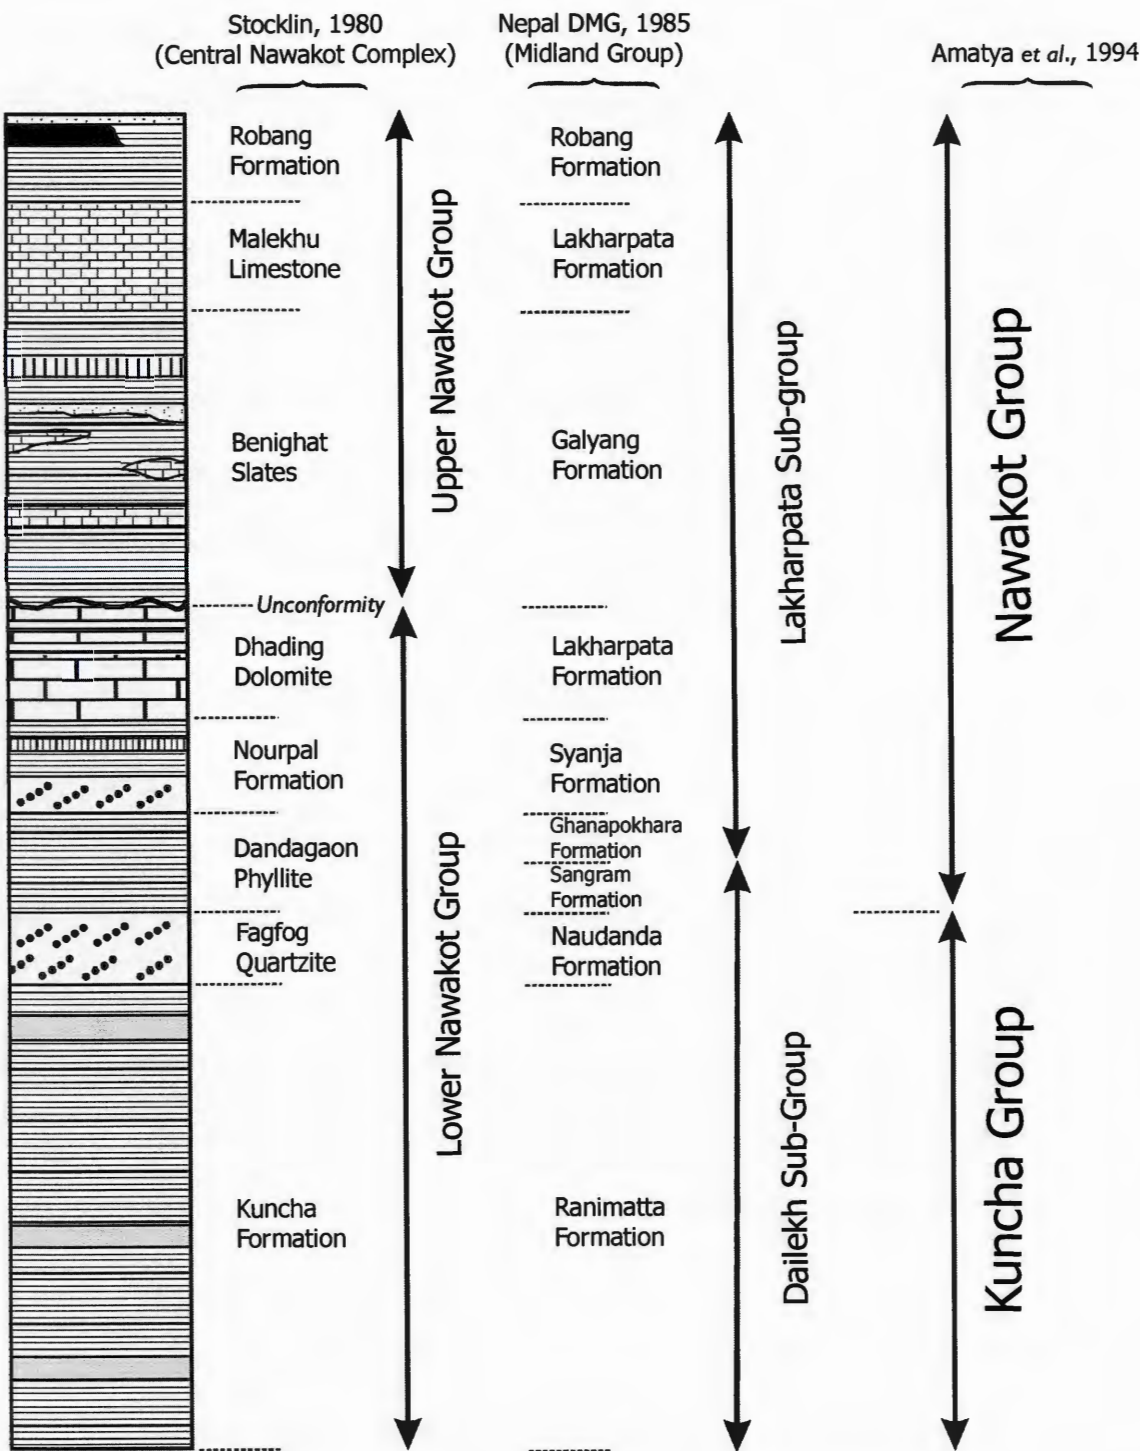 Stocklin, 1980
(Central Nawakot Complex)
Nepal DMG, 1985
(Midland Group)
Amatya et al., 1994
Robang
Formation
Malekhu
Limestone
Benighat
Slates
Unconformity
Dhading
Dolomite
Nourpal
Formation
Dandagaon
Phyllite
Fagfog
Quartzite
Kuncha
Formation
Upper Nawakot Group
Lower Nawakot Group
Robang
Formation
Lakharpata
Formation
Galyang
Formation
Lakharpata
Formation
Syanja
Formation
Ghanapokhara
Formation
Sangram
Formation
Naudanda
Formation
Ranimatta
Formation
Lakharpata Sub-group
Dailekh Sub-Group
Nawakot Group
Kuncha Group